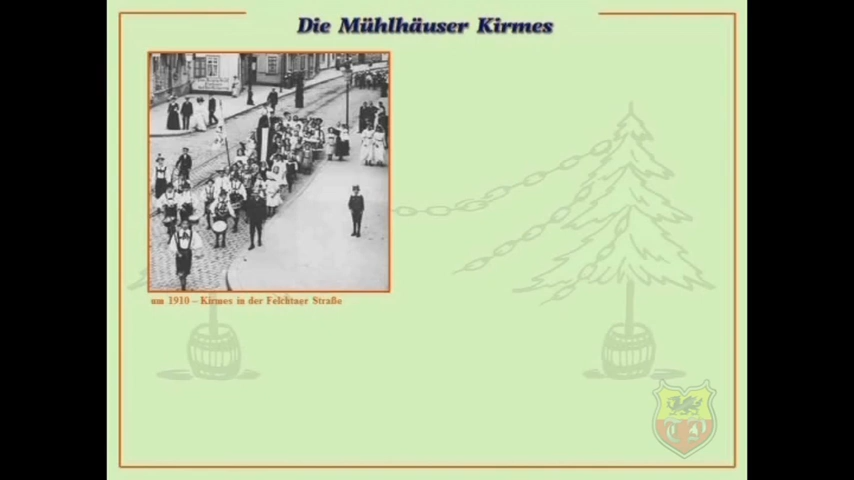 Die Mühlhäuser Kirmes
um 1910 – Kirmes in der Felchtaer Straße